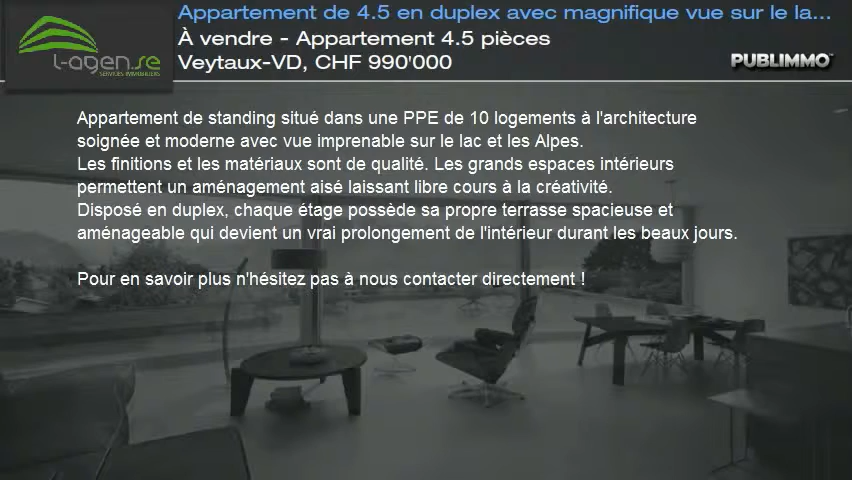 Appartement de 4.5 en duplex avec magnifique vue sur le la...
À vendre - Appartement 4.5 pièces
Veytaux-VD, CHF 990'000
l-agence
SERVICES IMMOBILIERS
PUBLIMMO
Appartement de standing situé dans une PPE de 10 logements à l'architecture
soignée et moderne avec vue imprenable sur le lac et les Alpes.
Les finitions et les matériaux sont de qualité. Les grands espaces intérieurs
permettent un aménagement aisé laissant libre cours à la créativité.
Disposé en duplex, chaque étage possède sa propre terrasse spacieuse et
aménageable qui devient un vrai prolongement de l'intérieur durant les beaux jours.
Pour en savoir plus n'hésitez pas à nous contacter directement !